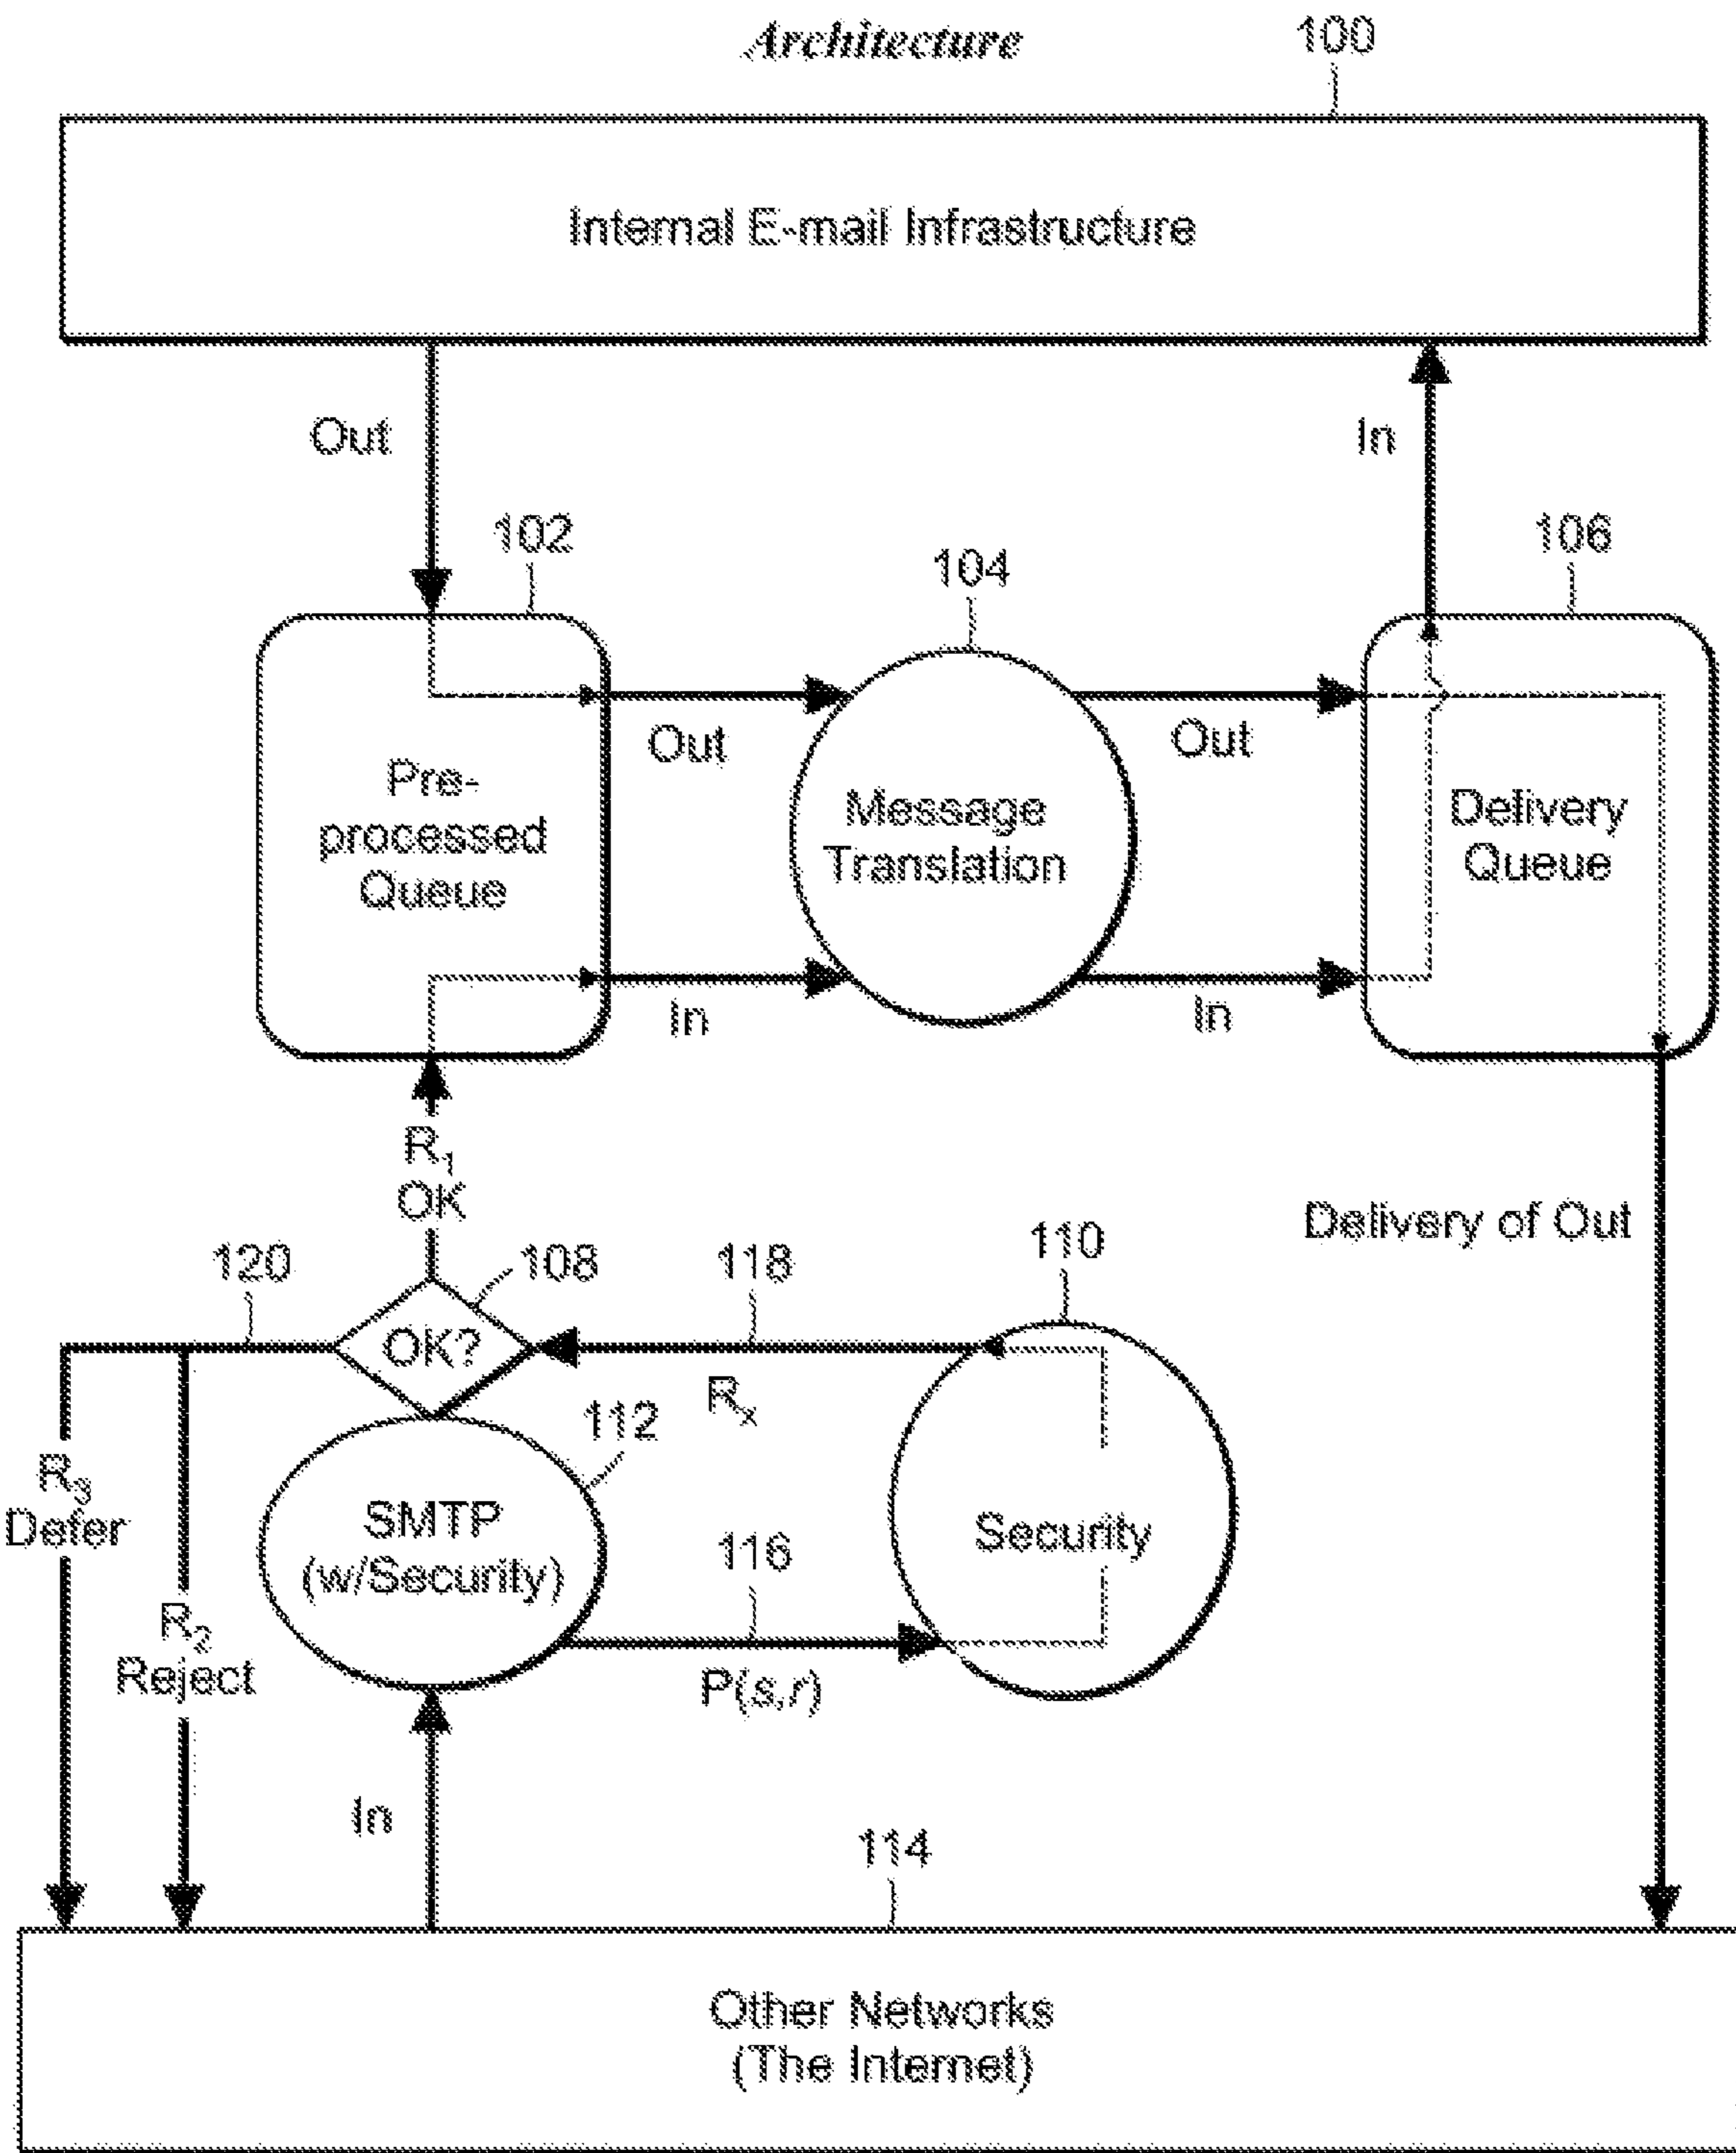 Architecture
100
Internal E-mail Infrastructure
Out
In
102
104
106
Out
Out
Pre-
processed
Queue
Message
Translation
Delivery
Queue
In
In
R1
OK
Delivery of Out
120
108
118
110
OK?
Rx
112
R3
Defer
SMTP
(w/Security)
116
Security
R2
Reject
P(s,r)
In
114
Other Networks
(The Internet)